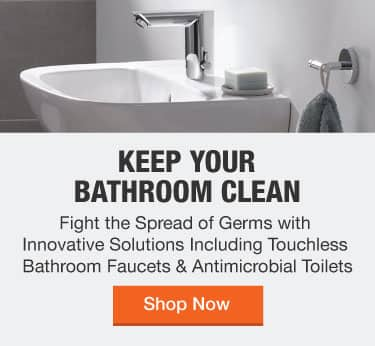 KEEP YOUR
BATHROOM CLEAN
Fight the Spread of Germs with
Innovative Solutions Including Touchless
Bathroom Faucets & Antimicrobial Toilets
Shop Now